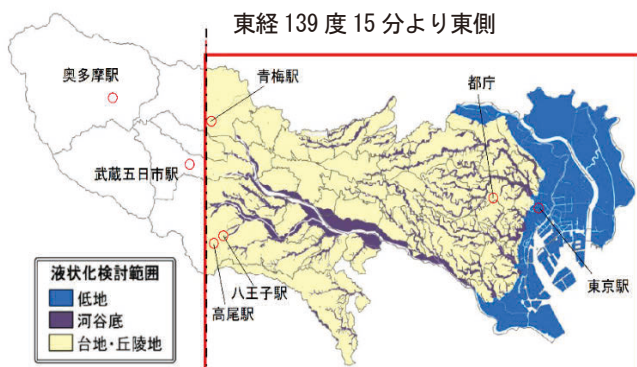 東経 139 度 15 分より東側
奥多摩駅
青梅駅
都庁
武蔵五日市駅
八王子駅
高尾駅
東京駅
液状化検討範囲
低地
河谷底
台地・丘陵地